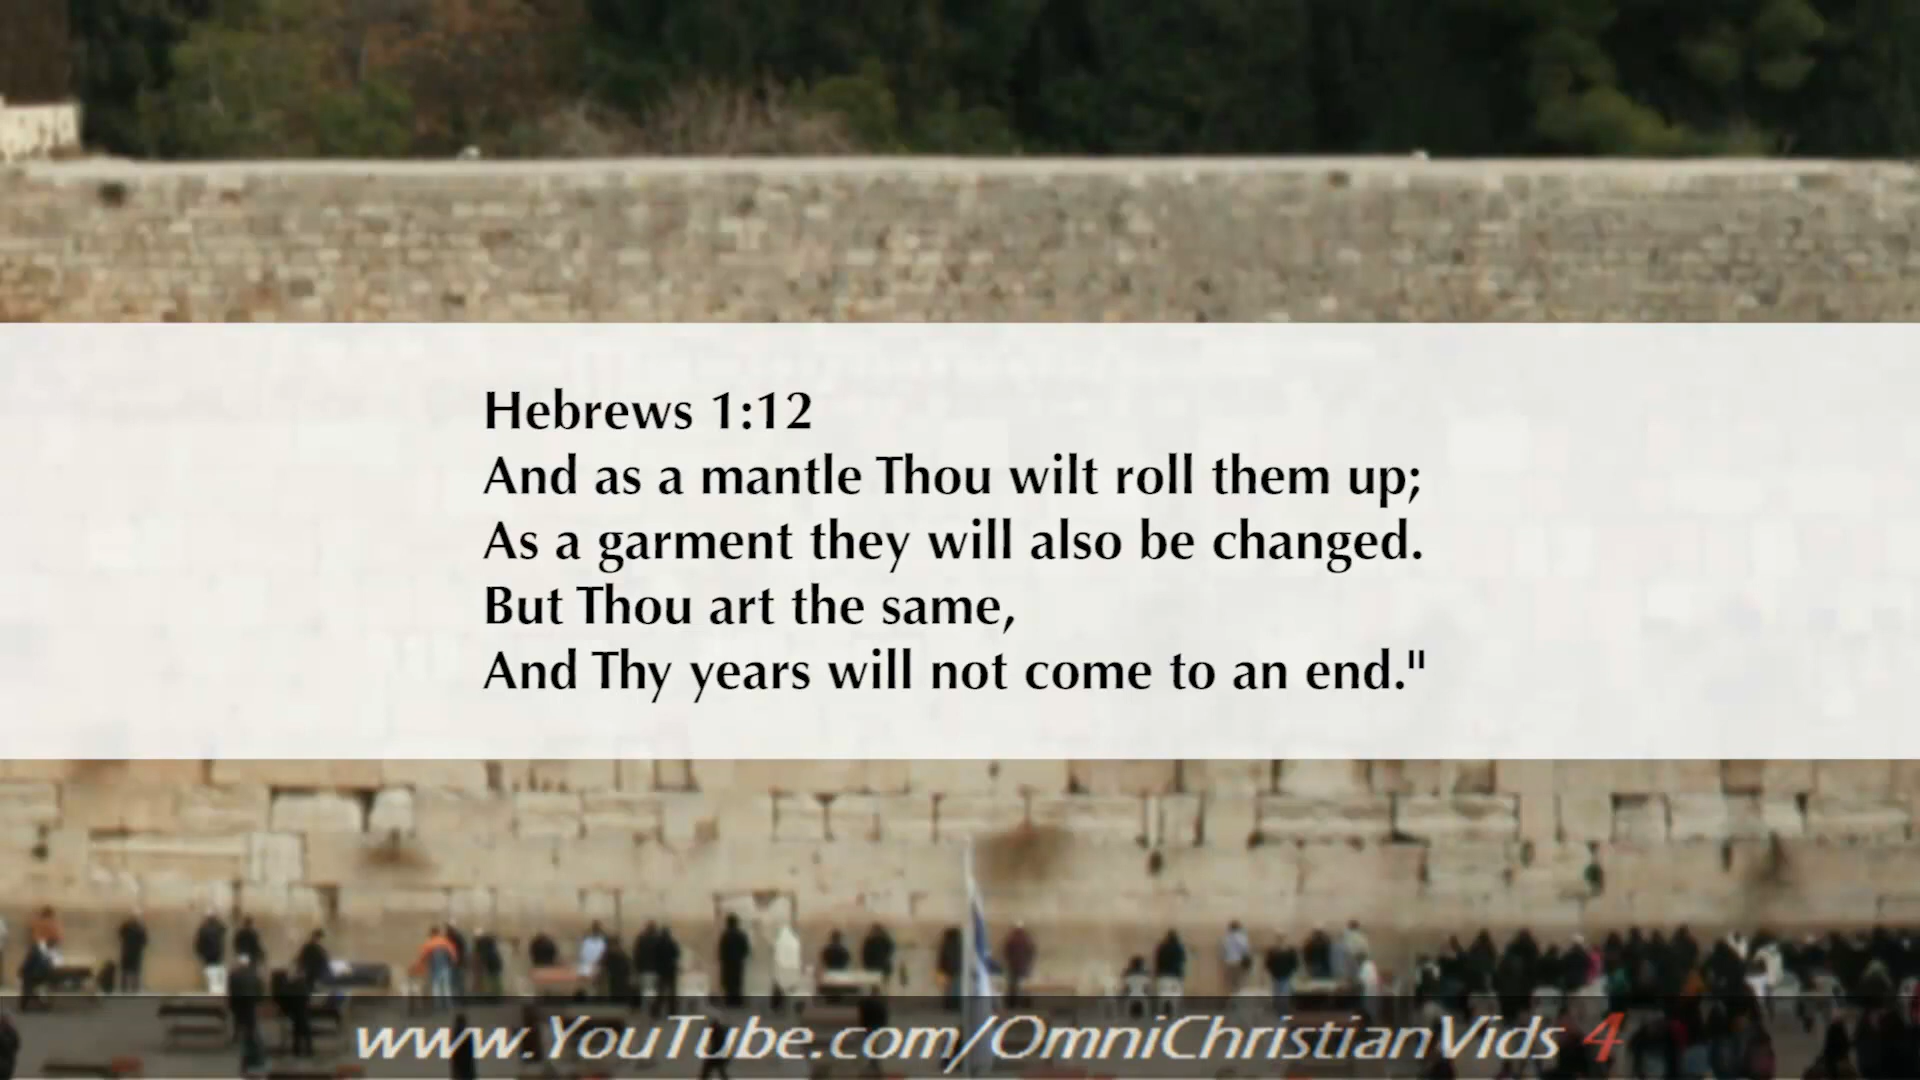 Hebrews 1:12
And as a mantle Thou wilt roll them up;
As a garment they will also be changed.
But Thou art the same,
And Thy years will not come to an end."
www.YouTube.com/OmniChristianVids 4